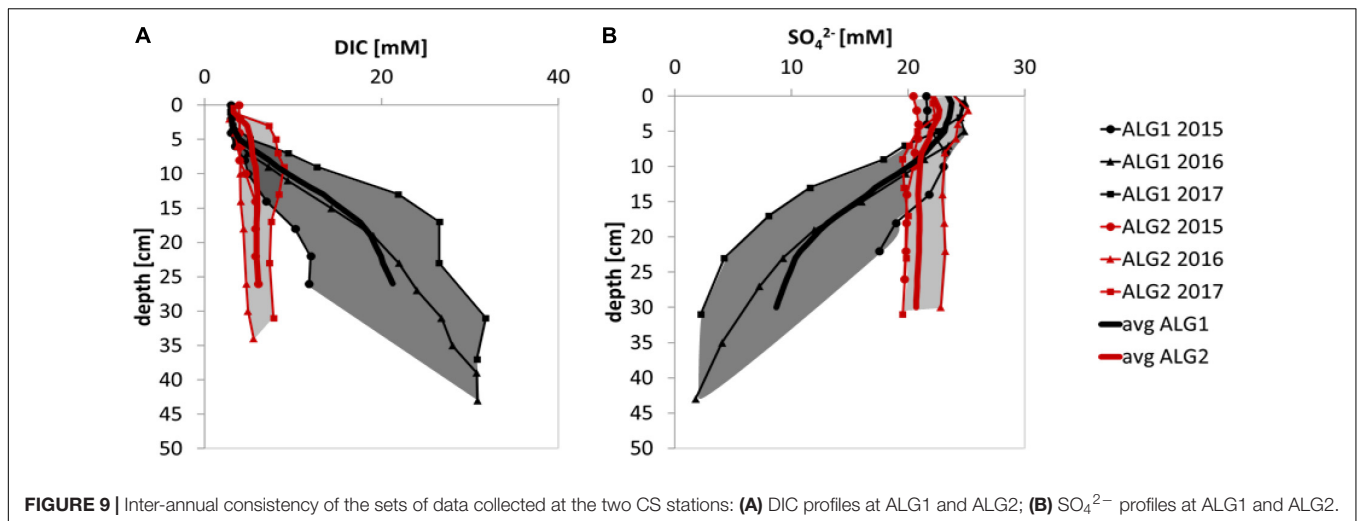 A
DIC [mM]
0 20 40
0
5
10
15
20
25
30
35
40
45
50
depth [cm]
B
SO₄²⁻ [mM]
0 10 20 30
0
5
10
15
20
25
30
35
40
45
50
depth [cm]
ALG1 2015
ALG1 2016
ALG1 2017
ALG2 2015
ALG2 2016
ALG2 2017
avg ALG1
avg ALG2
FIGURE 9 | Inter-annual consistency of the sets of data collected at the two CS stations: (A) DIC profiles at ALG1 and ALG2; (B) SO₄²⁻ profiles at ALG1 and ALG2.